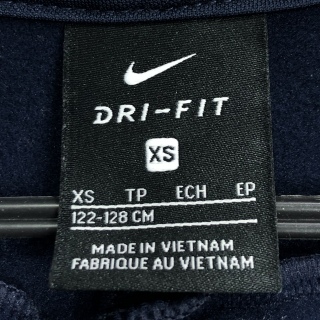 DRI-FIT
XS
XS TP ECH EP
122-128 CM
MADE IN VIETNAM
FABRIQUE AU VIETNAM